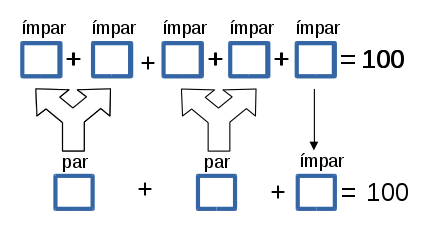 ímpar ímpar ímpar ímpar ímpar
+ + + + = 100
par par ímpar
+ + = 100